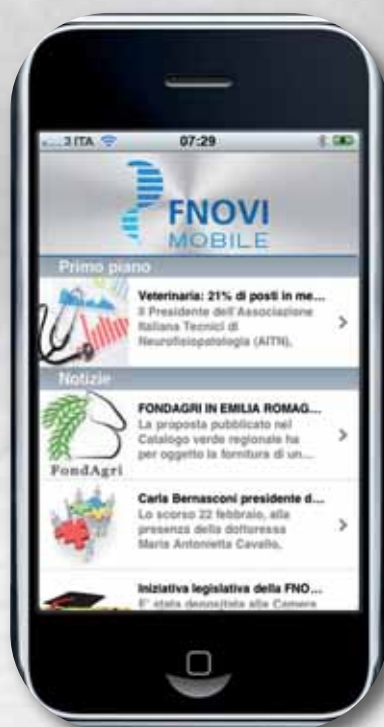 3 ITA 07:29
FNOVI
MOBILE
Primo piano
Veterinaria: 21% di posti in me...
Il Presidente dell'Associazione
Italiana Tecnici di
Neurofisiopatologia (AITN),
Notizie
FONDAGRI IN EMILIA ROMAG...
La proposta pubblicato nel
Catalogo verde regionale ha
per oggetto la fornitura di un...
FondAgri
Carla Bernasconi presidente d...
Lo scorso 22 febbraio, alla
presenza della dottoressa
Maria Antonietta Cavallo,
Iniziativa legislativa della FNO...
E' stata depositata alla Camera